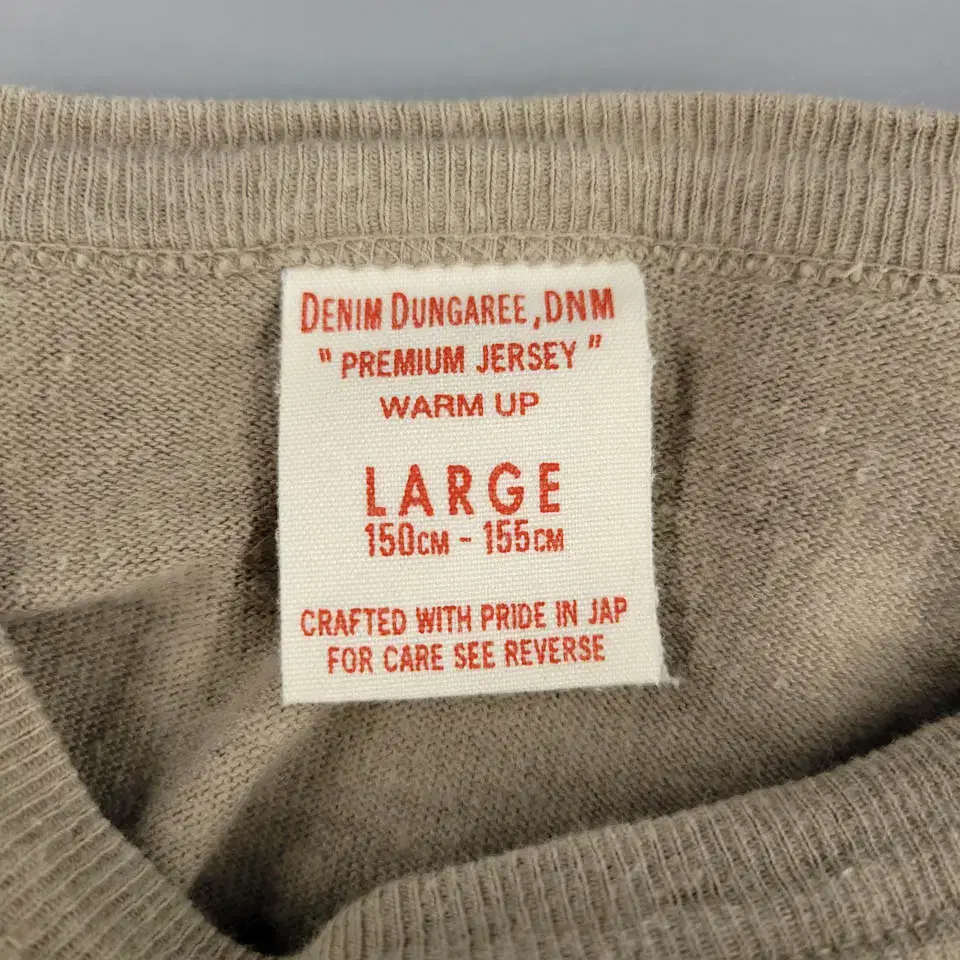 DENIM DUNGAREE,DNM
"PREMIUM JERSEY"
WARM UP
LARGE
150CM - 155CM
CRAFTED WITH PRIDE IN JAP
FOR CARE SEE REVERSE